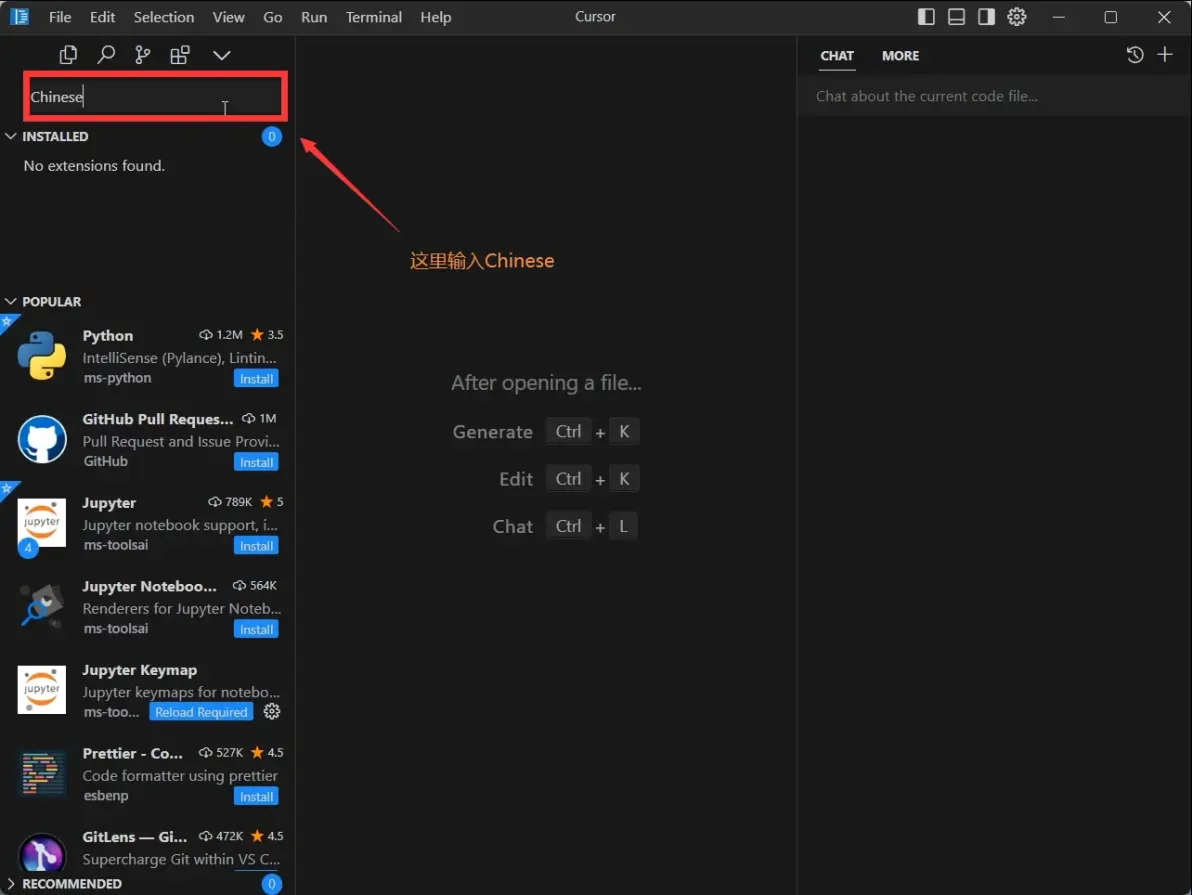 File Edit Selection View Go Run Terminal Help
Cursor
Chinese
INSTALLED 0
No extensions found.
POPULAR
Python 1.2M 3.5
IntelliSense (Pylance), Lintin...
ms-python Install
GitHub Pull Reques... 1M
Pull Request and Issue Provi...
GitHub Install
Jupyter 789K 5
Jupyter notebook support, i...
ms-toolsai Install
jupyter
4
Jupyter Noteboo... 564K
Renderers for Jupyter Noteb...
ms-toolsai Install
Jupyter Keymap
Jupyter keymaps for notebo...
ms-too... Reload Required
jupyter
Prettier - Co... 527K 4.5
Code formatter using prettier
esbenp Install
GitLens — Gi... 472K 4.5
Supercharge Git within VS C...
RECOMMENDED 0
这里输入Chinese
After opening a file...
Generate Ctrl + K
Edit Ctrl + K
Chat Ctrl + L
CHAT MORE
Chat about the current code file...